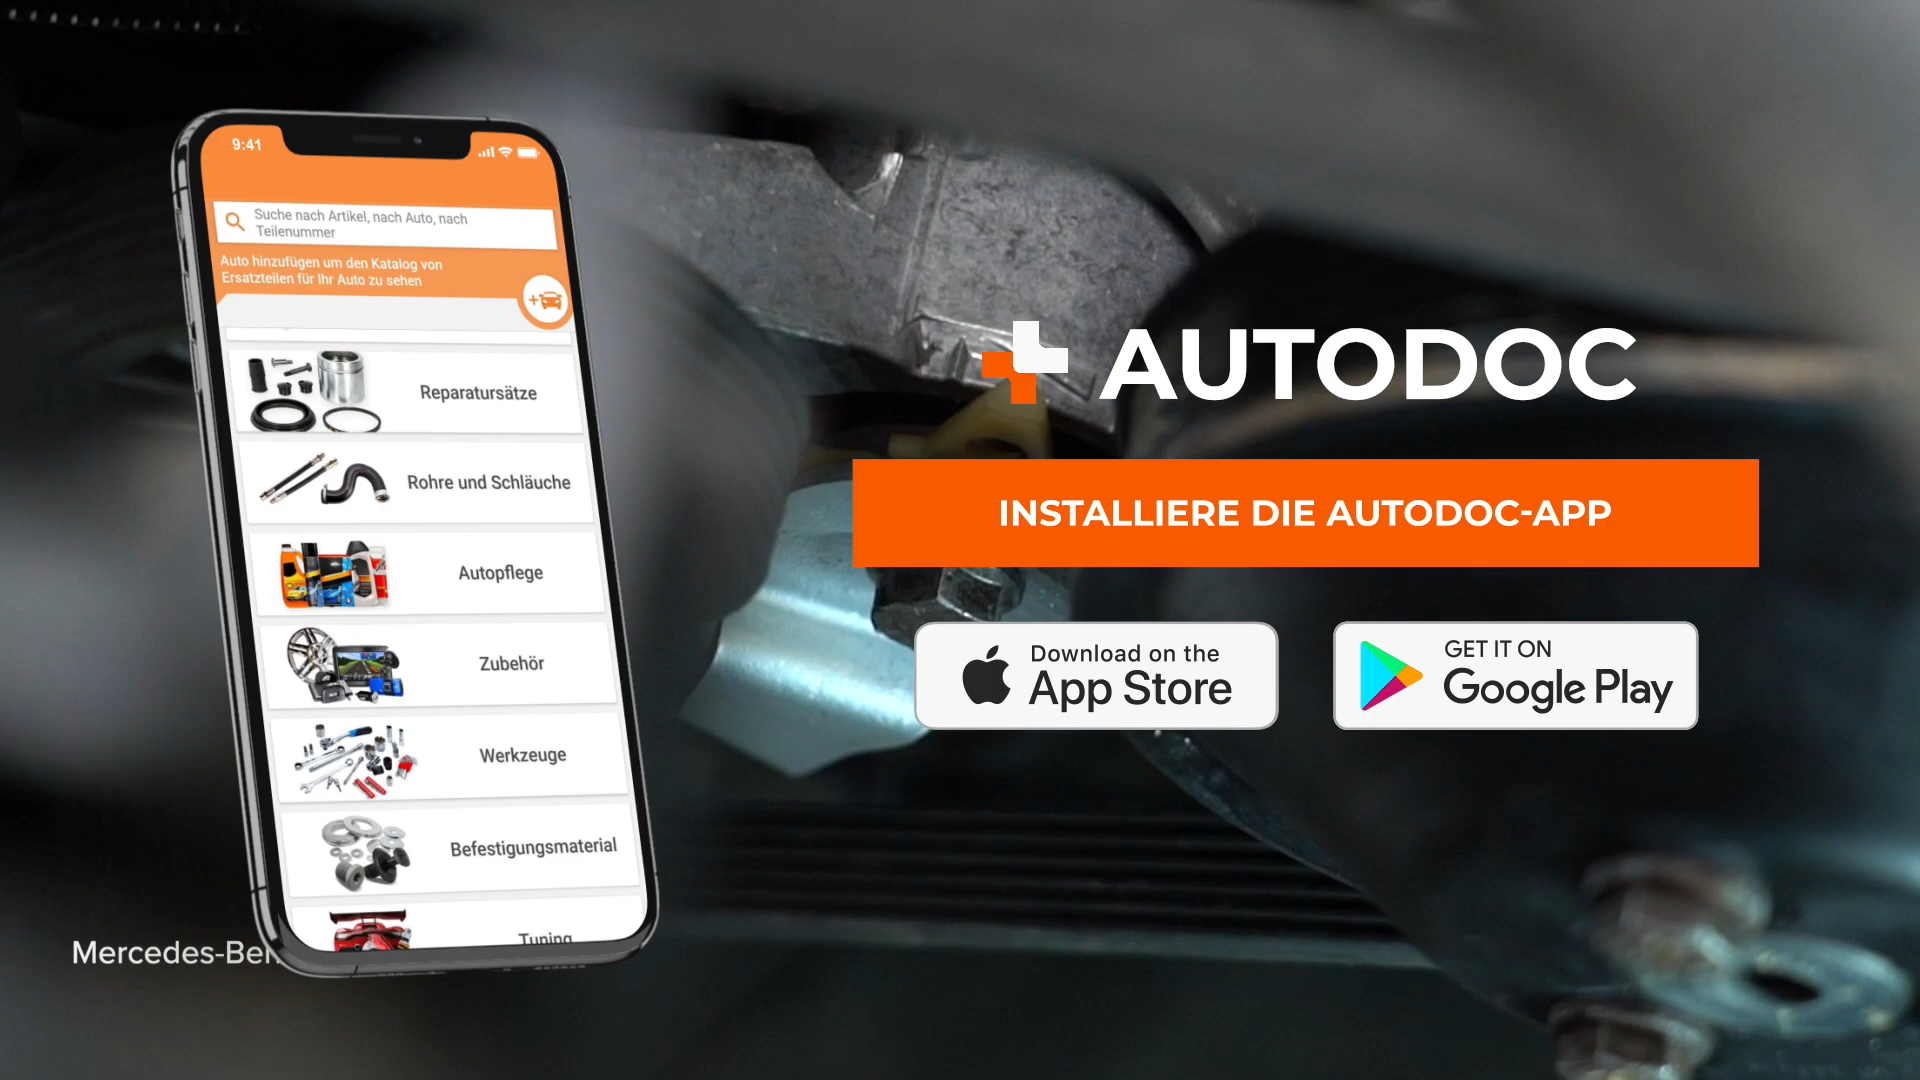 9:41
Suche nach Artikel, nach Auto, nach
Teilenummer
Auto hinzufügen um den Katalog von
Ersatzteilen für Ihr Auto zu sehen
Reparatursätze
Rohre und Schläuche
Autopflege
Zubehör
Werkzeuge
Befestigungsmaterial
Tuning
AUTODOC
INSTALLIERE DIE AUTODOC-APP
Download on the
App Store
GET IT ON
Google Play